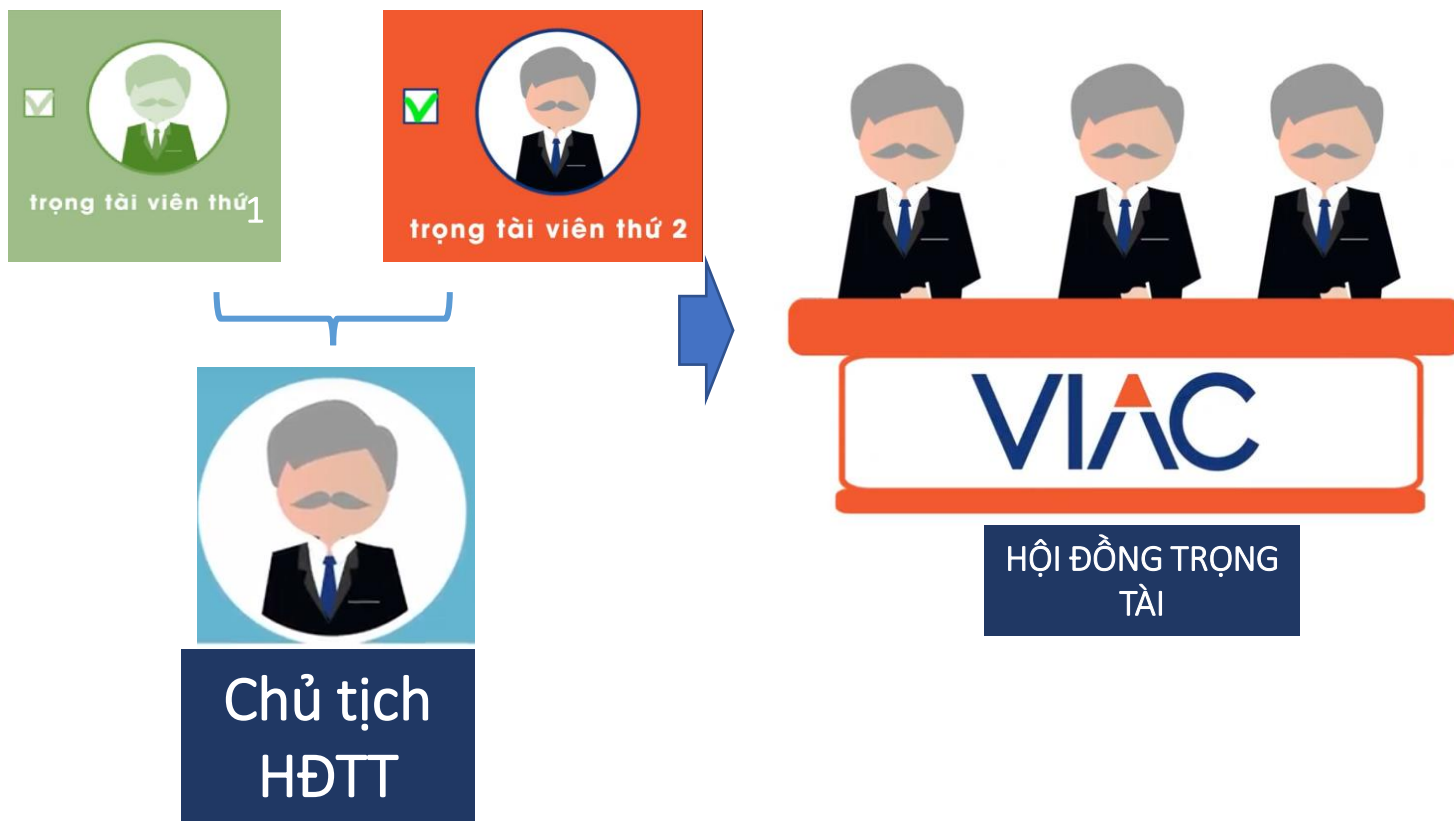 trọng tài viên thứ 1
trọng tài viên thứ 2
Chủ tịch
HĐTT
VIAC
HỘI ĐỒNG TRỌNG
TÀI